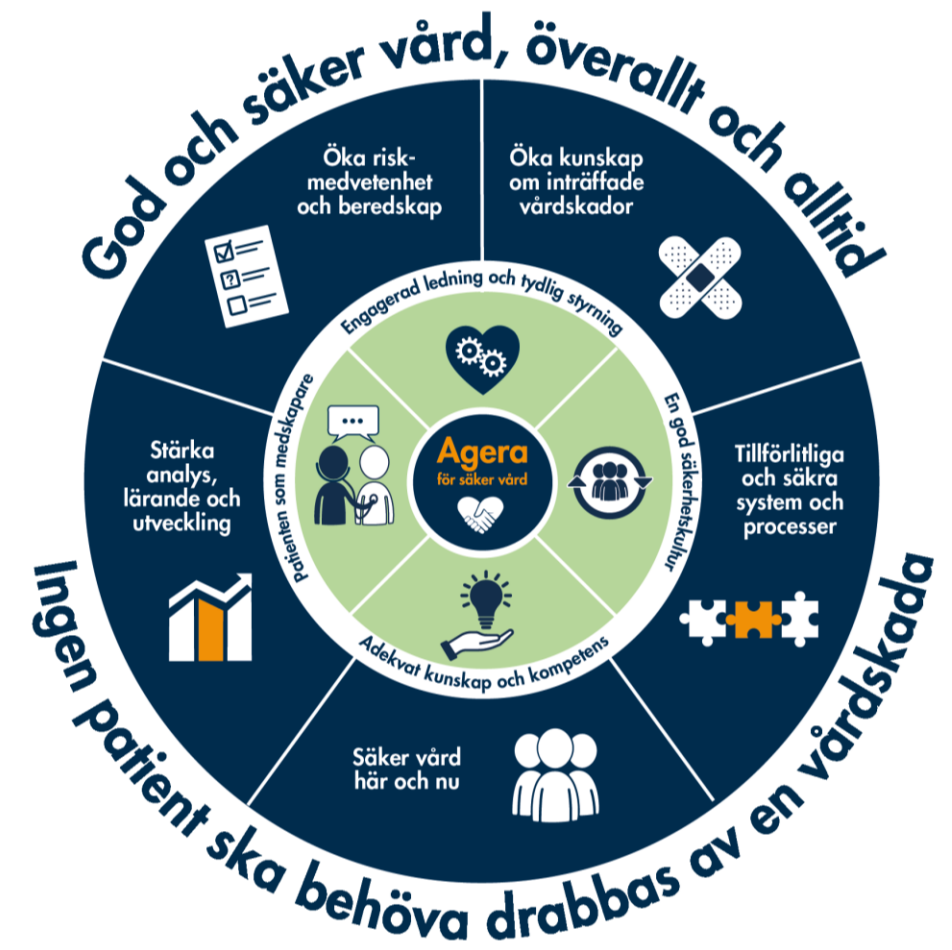 God och säker vård, överallt och alltid
Öka risk-
medvetenhet
och beredskap
Öka kunskap
om inträffade
vårdskador
Engagerad ledning och tydlig styrning
Patienten som medskapare
En god säkerhetskultur
Agera
för säker vård
Stärka
analys,
lärande och
utveckling
Tillförlitliga
och säkra
system och
processer
Adekvat kunskap och kompetens
Säker vård
här och nu
Ingen patient ska behöva drabbas av en vårdskada